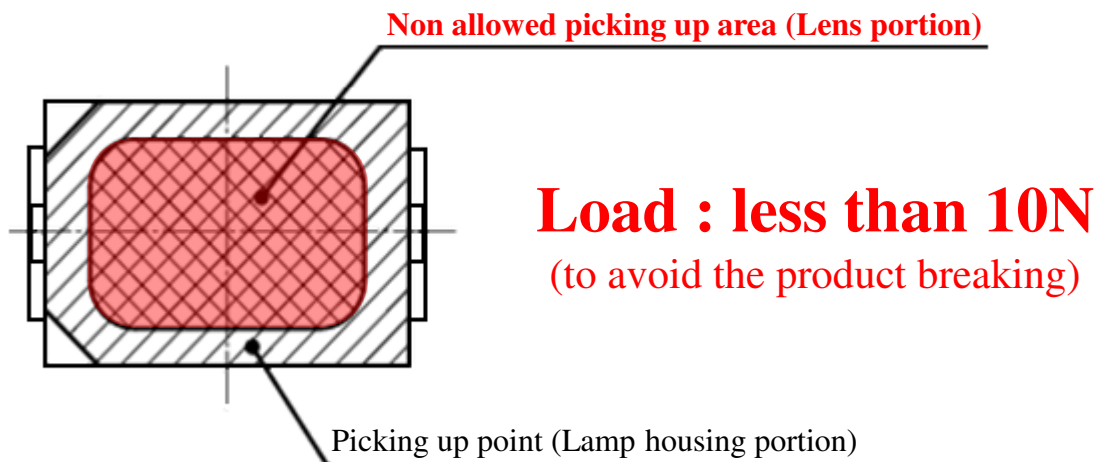 Non allowed picking up area (Lens portion)
Load : less than 10N
(to avoid the product breaking)
Picking up point (Lamp housing portion)